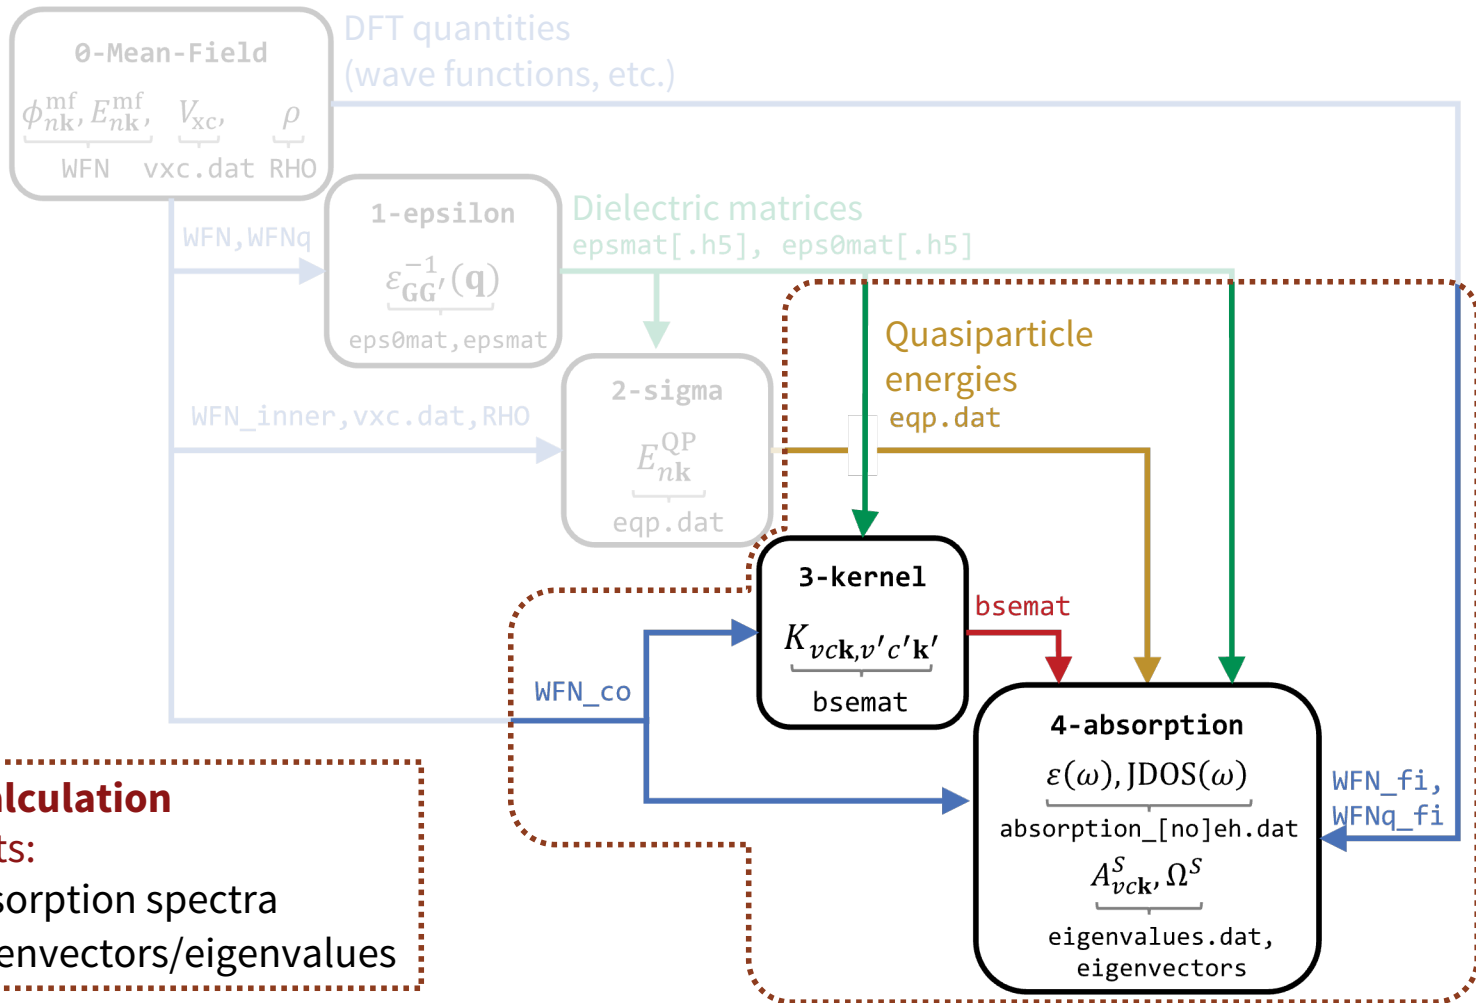 0-Mean-Field
ϕ^mf_nk, E^mf_nk, V_xc, ρ
WFN vxc.dat RHO
DFT quantities
(wave functions, etc.)
WFN,WFNq
1-epsilon
ε^−1_GG′(q)
eps0mat,epsmat
Dielectric matrices
epsmat[.h5], eps0mat[.h5]
WFN_inner,vxc.dat,RHO
2-sigma
E^QP_nk
eqp.dat
Quasiparticle
energies
eqp.dat
3-kernel
K_vck,v′c′k′
bsemat
bsemat
WFN_co
4-absorption
ε(ω), JDOS(ω)
absorption_[no]eh.dat
A^S_vck, Ω^S
eigenvalues.dat,
eigenvectors
WFN_fi,
WFNq_fi
alculation
ts:
sorption spectra
envectors/eigenvalues